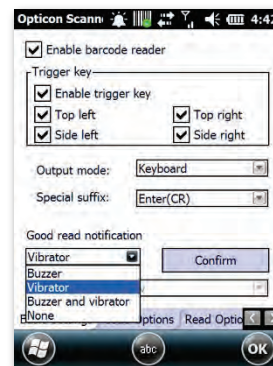 Opticon Scann 4:42
Enable barcode reader
Trigger key
Enable trigger key
Top left Top right
Side left Side right
Output mode: Keyboard
Special suffix: Enter(CR)
Good read notification
Vibrator Confirm
Buzzer
Vibrator
Buzzer and vibrator
None
ptions Read Optio
abc OK